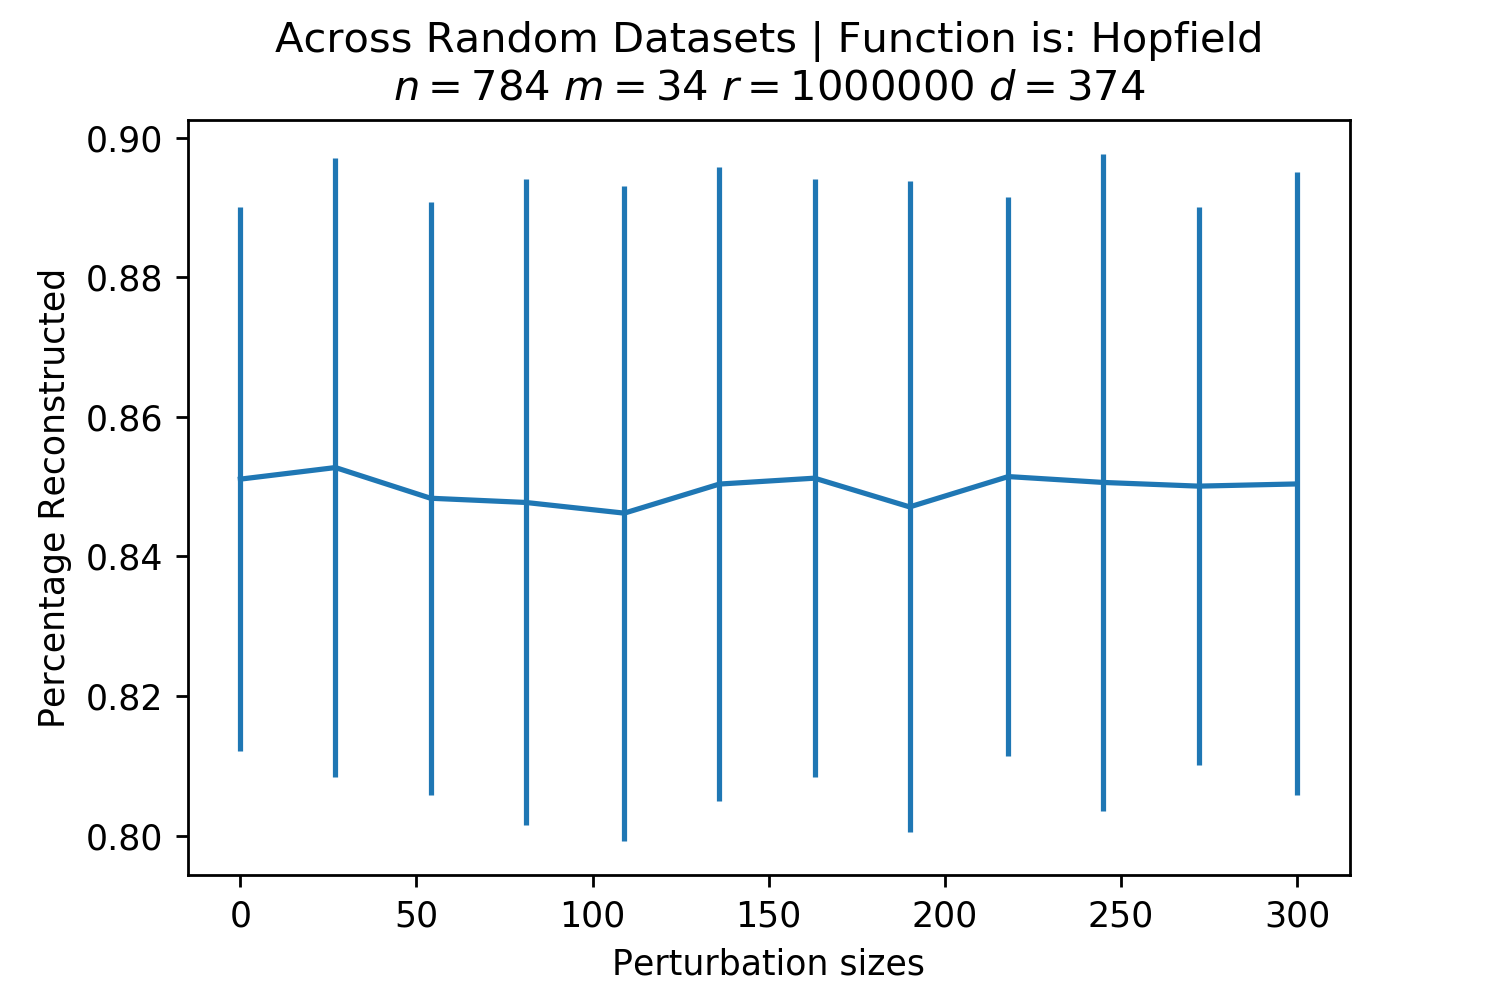 Across Random Datasets | Function is: Hopfield
n = 784 m = 34 r = 1000000 d = 374
0.90
0.88
0.86
0.84
0.82
0.80
Percentage Reconstructed
0 50 100 150 200 250 300
Perturbation sizes